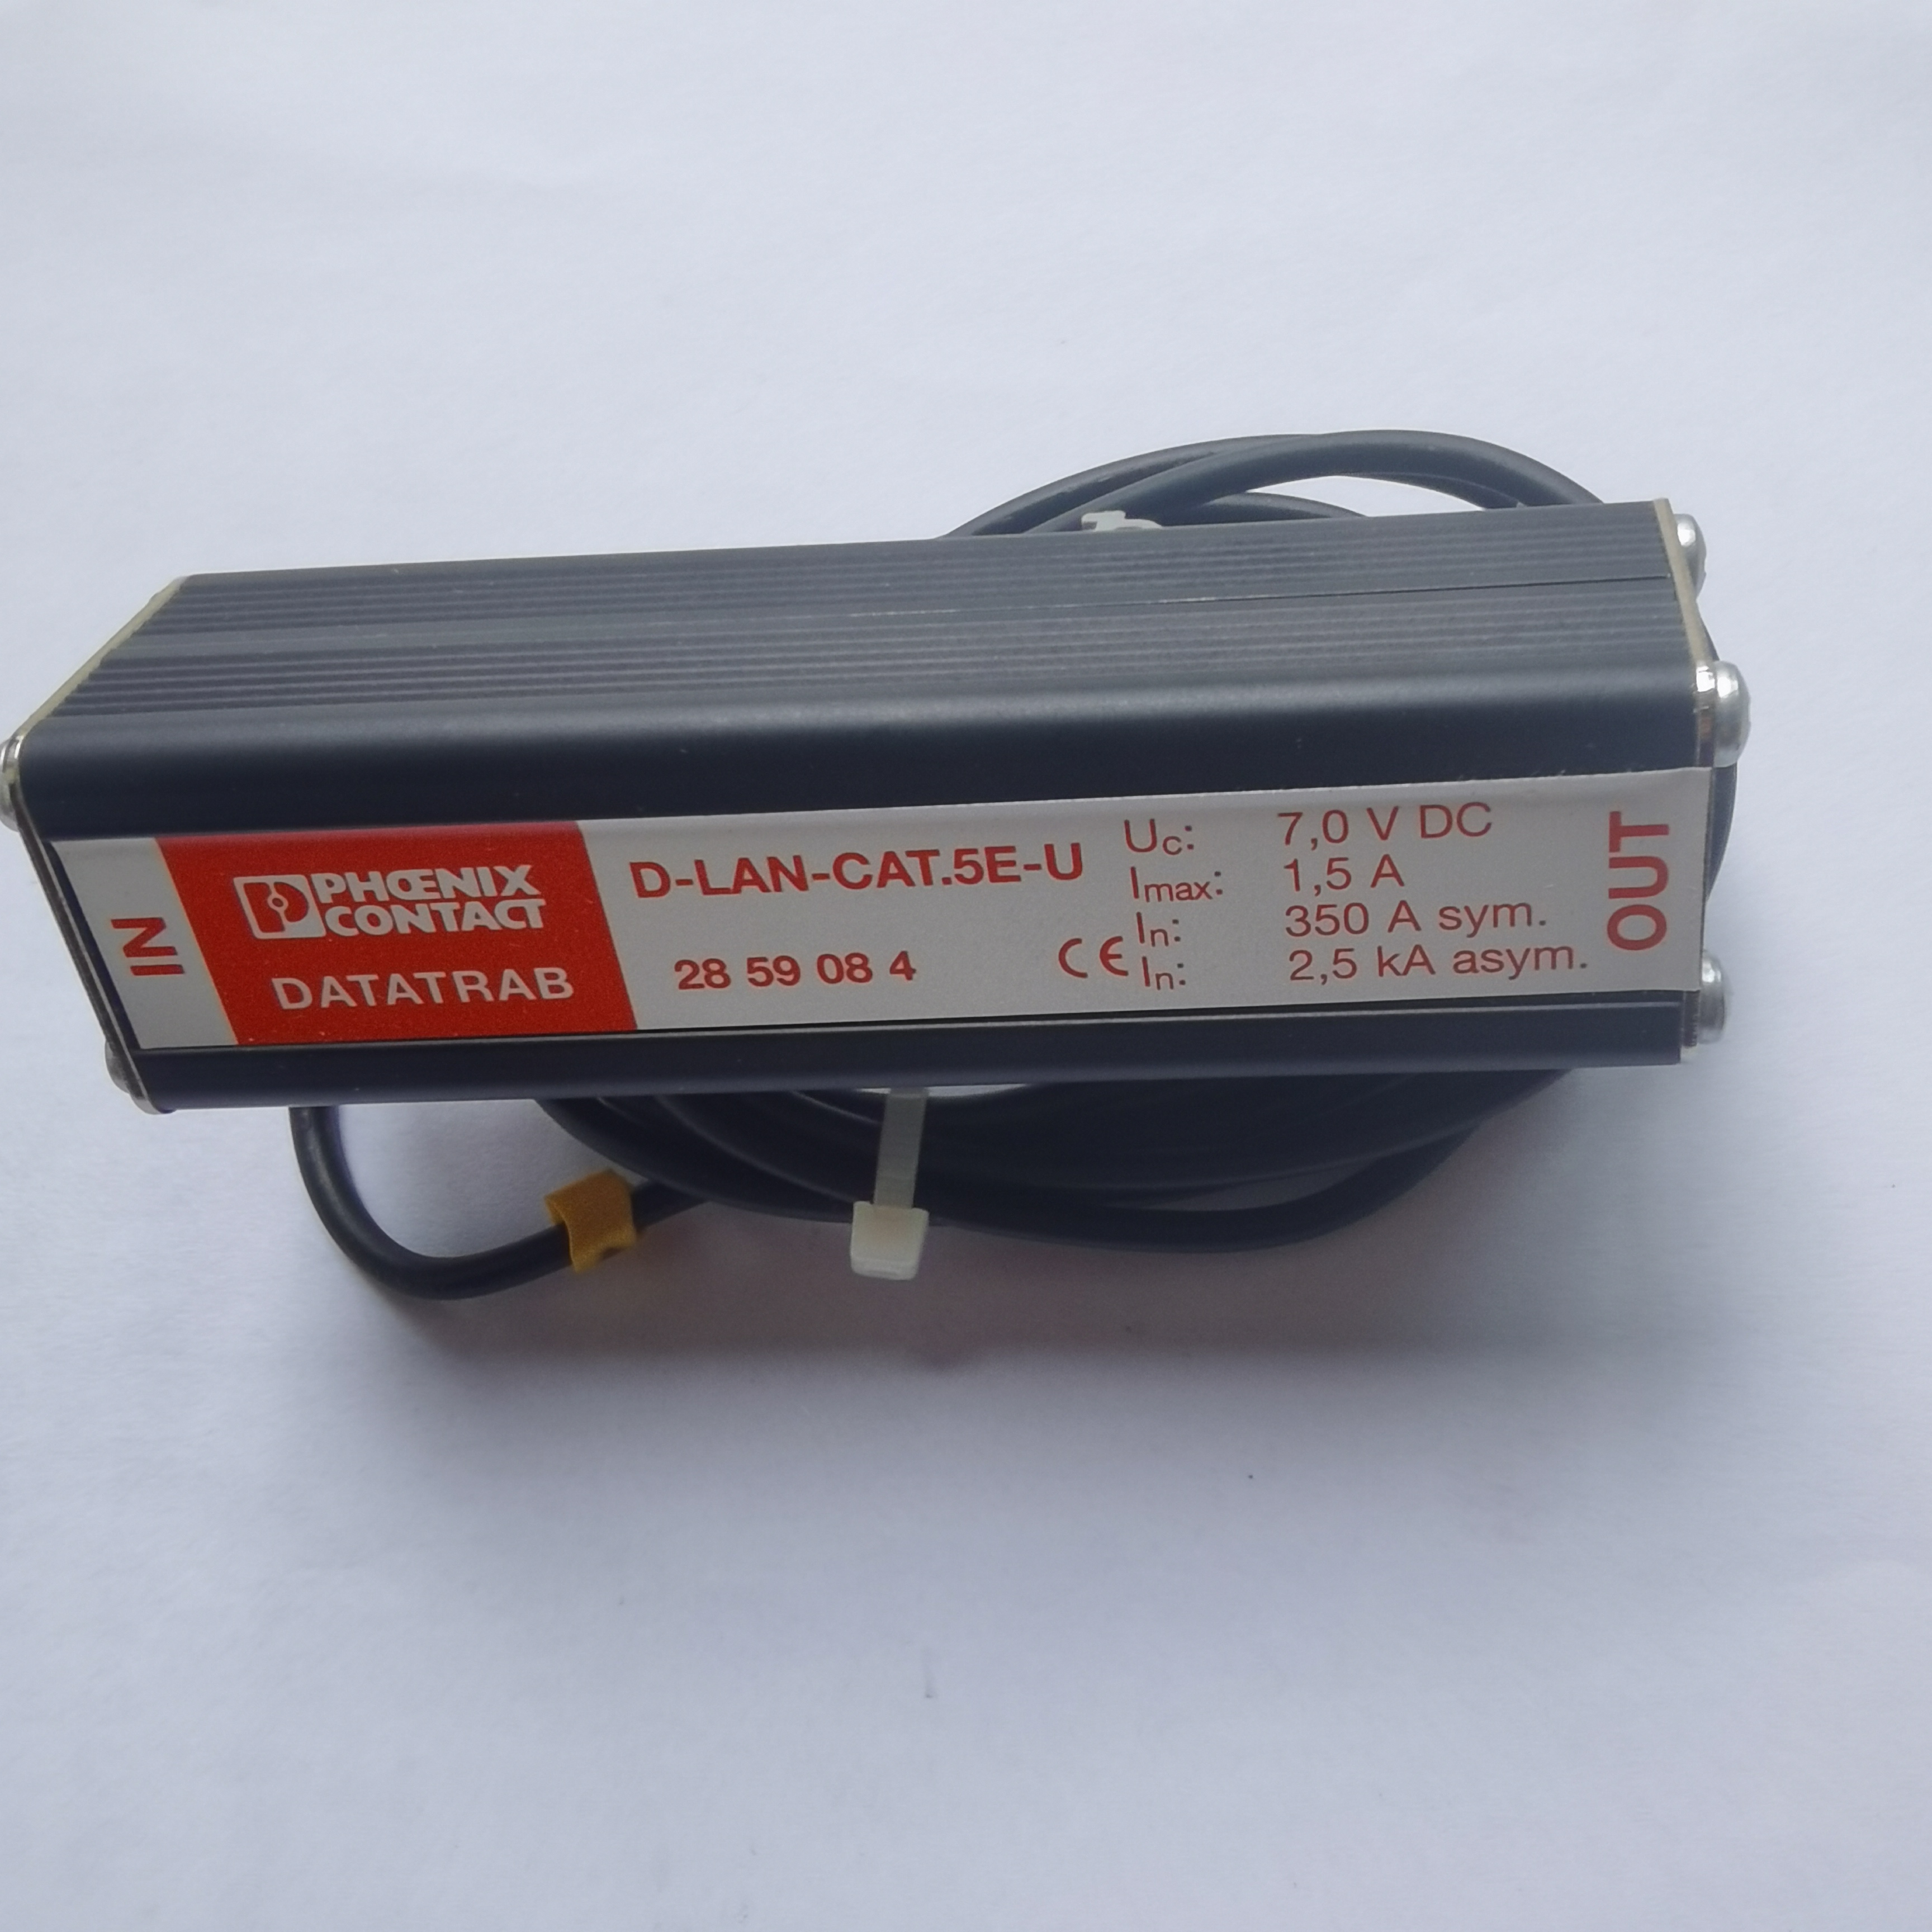 IN
PHŒNIX
CONTACT
DATATRAB
D-LAN-CAT.5E-U
28 59 08 4
CE
Uc: 7,0 V DC
Imax: 1,5 A
In: 350 A sym.
In: 2,5 kA asym.
OUT